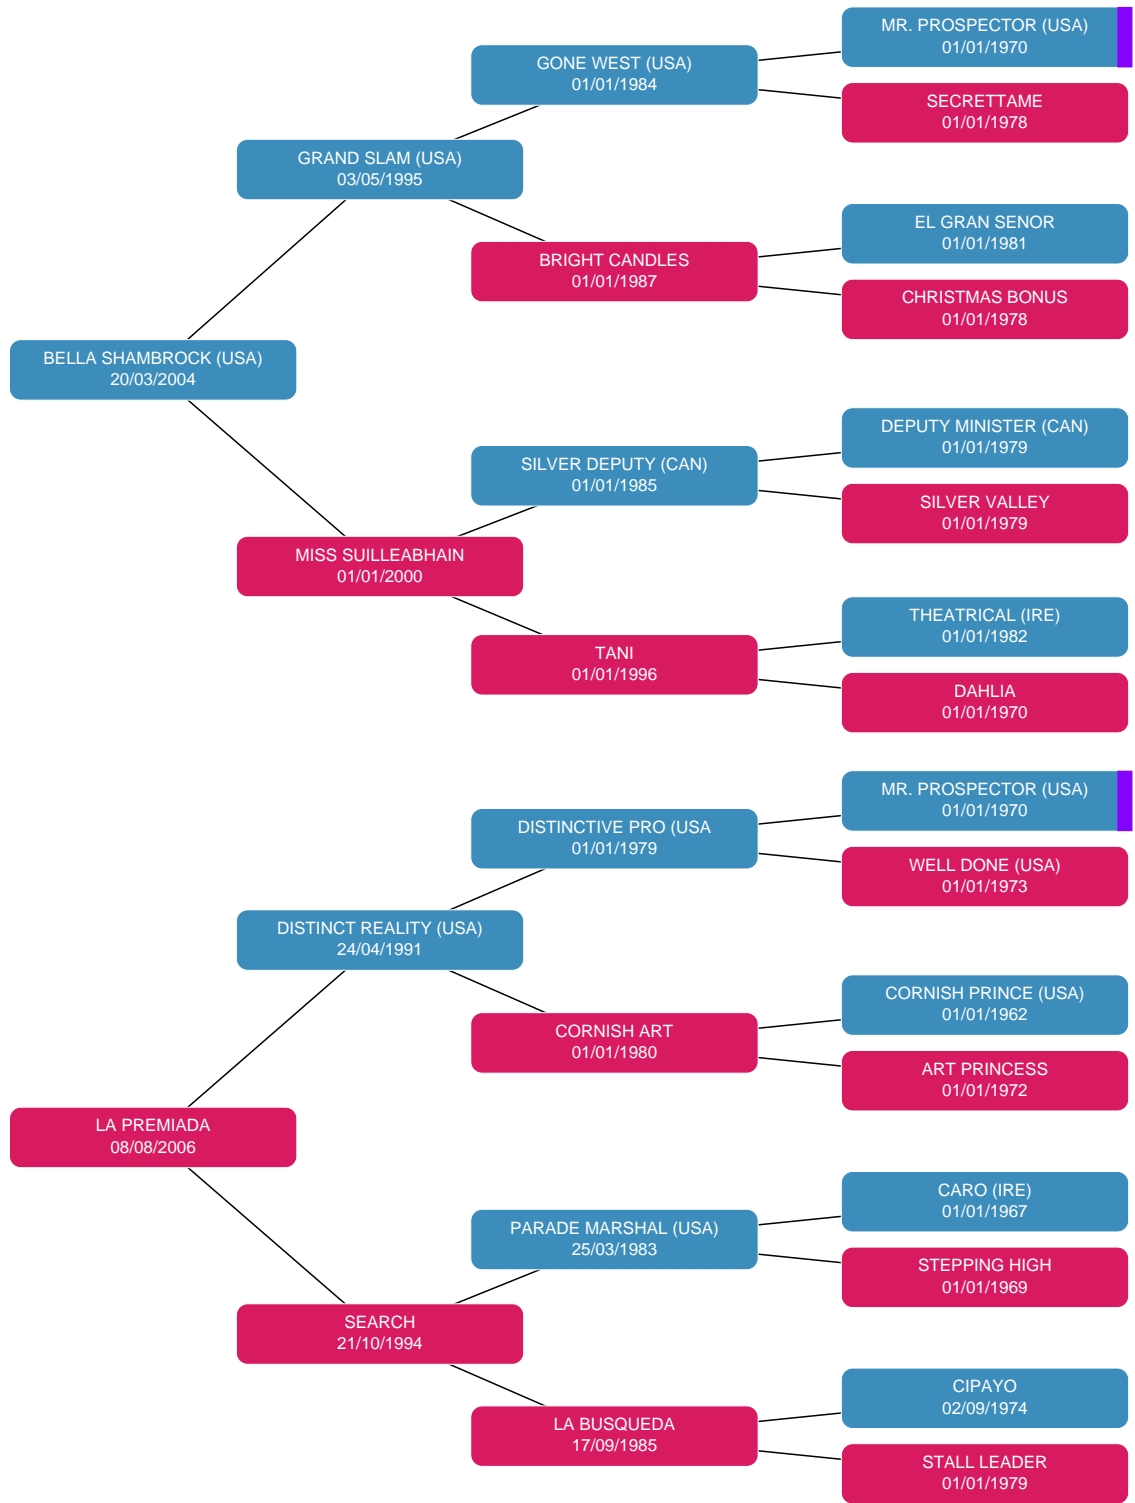 MR. PROSPECTOR (USA)
01/01/1970
GONE WEST (USA)
01/01/1984
SECRETTAME
01/01/1978
GRAND SLAM (USA)
03/05/1995
EL GRAN SENOR
01/01/1981
BRIGHT CANDLES
01/01/1987
CHRISTMAS BONUS
01/01/1978
BELLA SHAMBROCK (USA)
20/03/2004
DEPUTY MINISTER (CAN)
01/01/1979
SILVER DEPUTY (CAN)
01/01/1985
SILVER VALLEY
01/01/1979
MISS SUILLEABHAIN
01/01/2000
THEATRICAL (IRE)
01/01/1982
TANI
01/01/1996
DAHLIA
01/01/1970
MR. PROSPECTOR (USA)
01/01/1970
DISTINCTIVE PRO (USA
01/01/1979
WELL DONE (USA)
01/01/1973
DISTINCT REALITY (USA)
24/04/1991
CORNISH PRINCE (USA)
01/01/1962
CORNISH ART
01/01/1980
ART PRINCESS
01/01/1972
LA PREMIADA
08/08/2006
CARO (IRE)
01/01/1967
PARADE MARSHAL (USA)
25/03/1983
STEPPING HIGH
01/01/1969
SEARCH
21/10/1994
CIPAYO
02/09/1974
LA BUSQUEDA
17/09/1985
STALL LEADER
01/01/1979